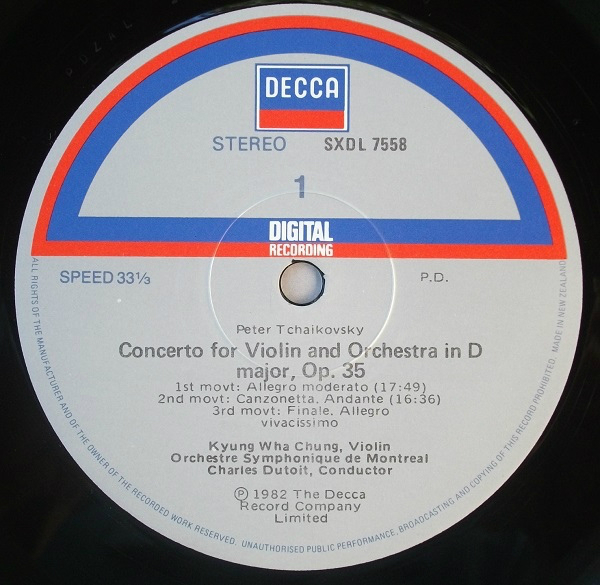 DECCA
STEREO SXDL 7558
1
DIGITAL
RECORDING
SPEED 33⅓ P.D.
Peter Tchaikovsky
Concerto for Violin and Orchestra in D
major, Op. 35
1st movt: Allegro moderato (17:49)
2nd movt: Canzonetta. Andante (16:36)
3rd movt: Finale. Allegro
vivacissimo
Kyung Wha Chung, Violin
Orchestre Symphonique de Montreal
Charles Dutoit, Conductor
Ⓟ 1982 The Decca
Record Company
Limited
ALL RIGHTS OF THE MANUFACTURER AND OF THE OWNER OF THE RECORDED WORK RESERVED. UNAUTHORISED PUBLIC PERFORMANCE, BROADCASTING AND COPYING OF THIS RECORD PROHIBITED. MADE IN NEW ZEALAND